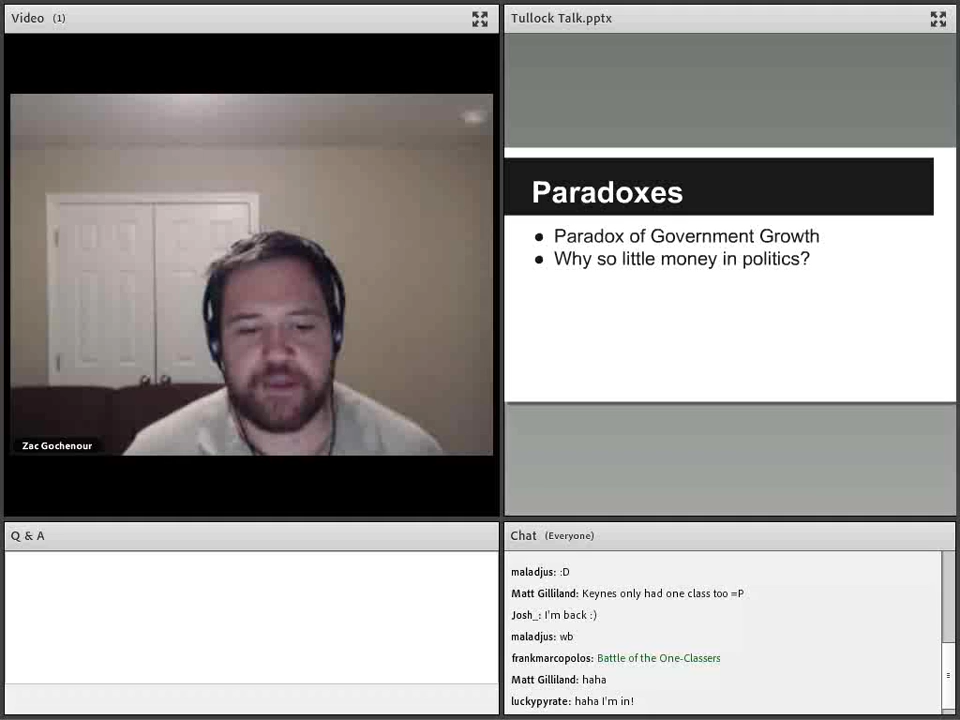 Video (1)
Zac Gochenour
Tullock Talk.pptx
Paradoxes
● Paradox of Government Growth
● Why so little money in politics?
Q & A
Chat (Everyone)
maladjus: :D
Matt Gilliland: Keynes only had one class too =P
Josh_: I'm back :)
maladjus: wb
frankmarcopolos: Battle of the One-Classers
Matt Gilliland: haha
luckypyrate: haha I'm in!